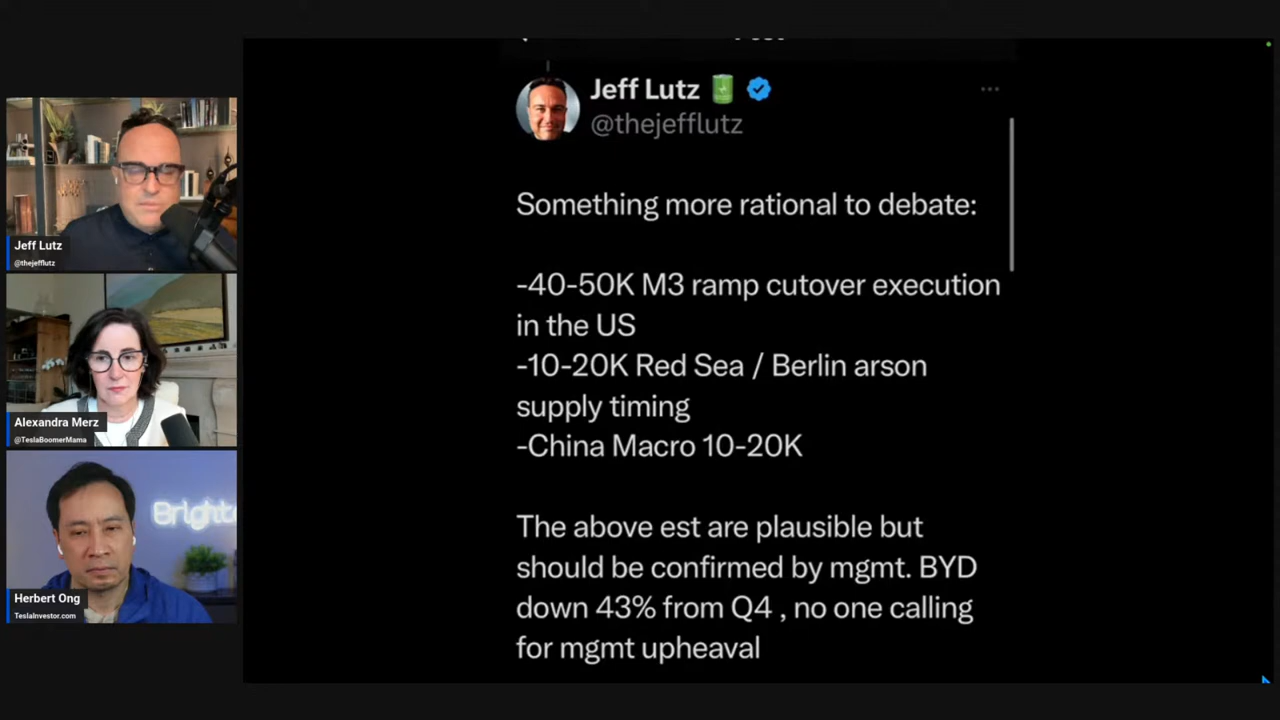 Jeff Lutz
@thejefflutz
Something more rational to debate:
-40-50K M3 ramp cutover execution
in the US
-10-20K Red Sea / Berlin arson
supply timing
-China Macro 10-20K
The above est are plausible but
should be confirmed by mgmt. BYD
down 43% from Q4 , no one calling
for mgmt upheaval
Jeff Lutz
@thejefflutz
Alexandra Merz
@TeslaBoomerMama
Bright
Herbert Ong
TeslaInvestor.com